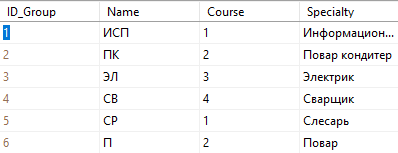 ID_Group Name Course Specialty
1 ИСП 1 Информацион...
2 ПК 2 Повар кондитер
3 ЭЛ 3 Электрик
4 СВ 4 Сварщик
5 СР 1 Слесарь
6 П 2 Повар